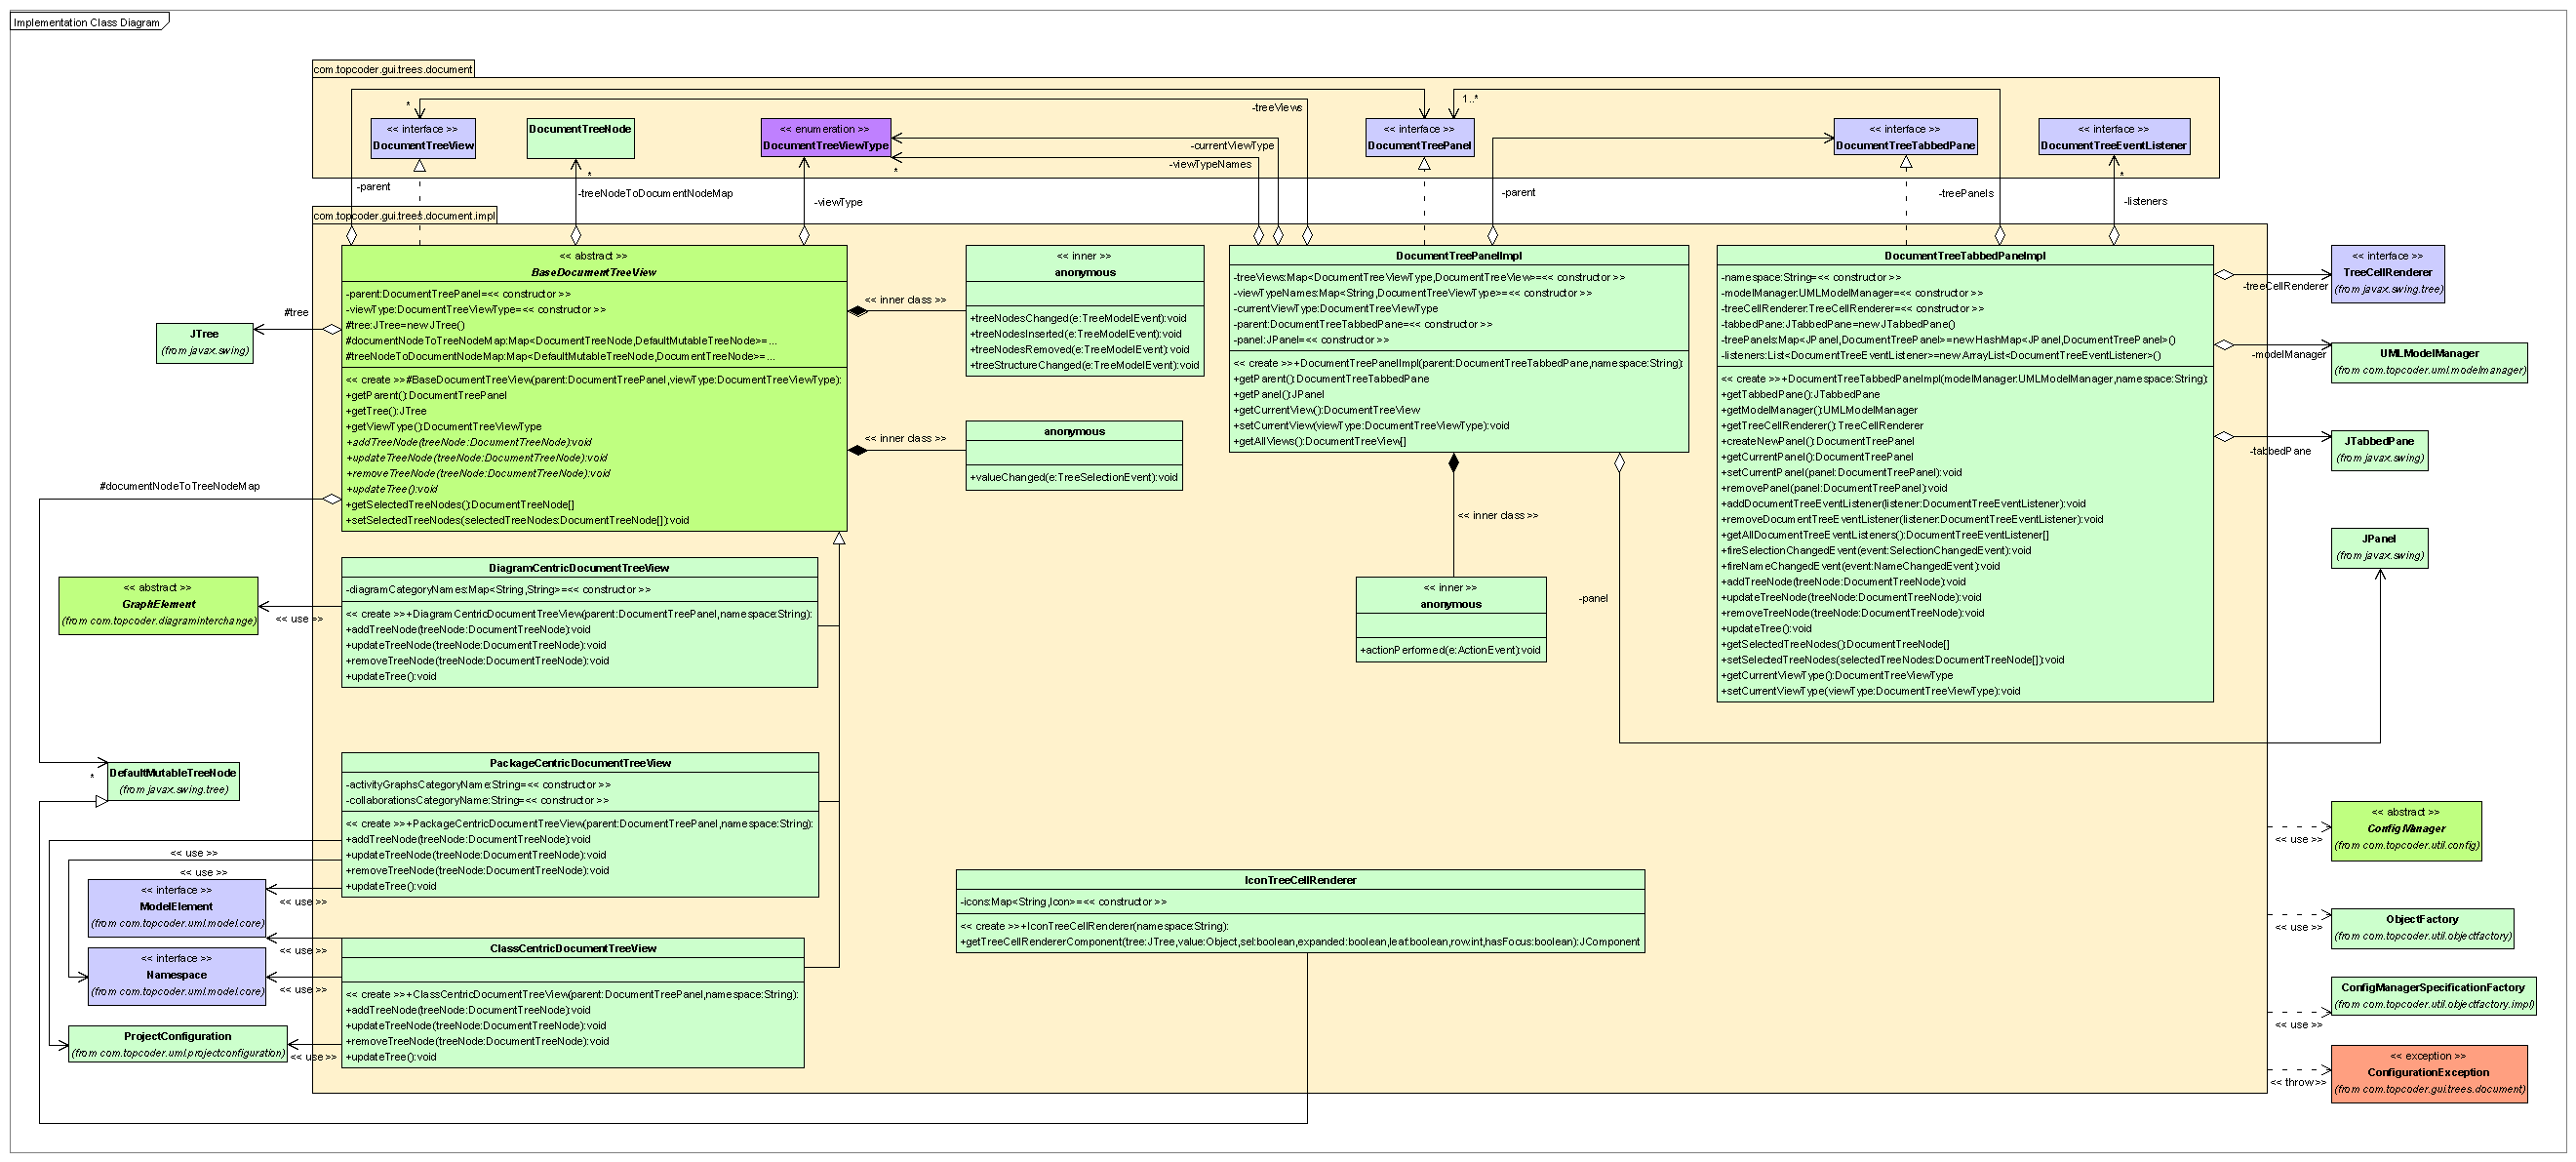 Implementation Class Diagram
com.topcoder.gui.trees.document
<< interface >>
DocumentTreeView
DocumentTreeNode
<< enumeration >>
DocumentTreeViewType
<< interface >>
DocumentTreePanel
<< interface >>
DocumentTreeTabbedPane
<< interface >>
DocumentTreeEventListener
*
-treeViews
1..*
-currentViewType
-viewTypeNames
*
*
*
-parent
-treeNodeToDocumentNodeMap
-viewType
-parent
-treePanels
-listeners
com.topcoder.gui.trees.document.impl
<< abstract >>
BaseDocumentTreeView
-parent:DocumentTreePanel=<< constructor >>
-viewType:DocumentTreeViewType=<< constructor >>
#tree:JTree=new JTree()
#documentNodeToTreeNodeMap:Map<DocumentTreeNode,DefaultMutableTreeNode>=...
#treeNodeToDocumentNodeMap:Map<DefaultMutableTreeNode,DocumentTreeNode>=...
<< create >>#BaseDocumentTreeView(parent:DocumentTreePanel,viewType:DocumentTreeViewType):
+getParent():DocumentTreePanel
+getTree():JTree
+getViewType():DocumentTreeViewType
+addTreeNode(treeNode:DocumentTreeNode):void
+updateTreeNode(treeNode:DocumentTreeNode):void
+removeTreeNode(treeNode:DocumentTreeNode):void
+updateTree():void
+getSelectedTreeNodes():DocumentTreeNode[]
+setSelectedTreeNodes(selectedTreeNodes:DocumentTreeNode[]):void
<< inner class >>
<< inner >>
anonymous
+treeNodesChanged(e:TreeModelEvent):void
+treeNodesInserted(e:TreeModelEvent):void
+treeNodesRemoved(e:TreeModelEvent):void
+treeStructureChanged(e:TreeModelEvent):void
<< inner class >>
anonymous
+valueChanged(e:TreeSelectionEvent):void
DocumentTreePanelImpl
-treeViews:Map<DocumentTreeViewType,DocumentTreeView>=<< constructor >>
-viewTypeNames:Map<String,DocumentTreeViewType>=<< constructor >>
-currentViewType:DocumentTreeViewType
-parent:DocumentTreeTabbedPane=<< constructor >>
-panel:JPanel=<< constructor >>
<< create >>+DocumentTreePanelImpl(parent:DocumentTreeTabbedPane,namespace:String):
+getParent():DocumentTreeTabbedPane
+getPanel():JPanel
+getCurrentView():DocumentTreeView
+setCurrentView(viewType:DocumentTreeViewType):void
+getAllViews():DocumentTreeView[]
<< inner class >>
<< inner >>
anonymous
+actionPerformed(e:ActionEvent):void
-panel
DocumentTreeTabbedPaneImpl
-namespace:String=<< constructor >>
-modelManager:UMLModelManager=<< constructor >>
-treeCellRenderer:TreeCellRenderer=<< constructor >>
-tabbedPane:JTabbedPane=new JTabbedPane()
-treePanels:Map<JPanel,DocumentTreePanel>=new HashMap<JPanel,DocumentTreePanel>()
-listeners:List<DocumentTreeEventListener>=new ArrayList<DocumentTreeEventListener>()
<< create >>+DocumentTreeTabbedPaneImpl(modelManager:UMLModelManager,namespace:String):
+getTabbedPane():JTabbedPane
+getModelManager():UMLModelManager
+getTreeCellRenderer():TreeCellRenderer
+createNewPanel():DocumentTreePanel
+getCurrentPanel():DocumentTreePanel
+setCurrentPanel(panel:DocumentTreePanel):void
+removePanel(panel:DocumentTreePanel):void
+addDocumentTreeEventListener(listener:DocumentTreeEventListener):void
+removeDocumentTreeEventListener(listener:DocumentTreeEventListener):void
+getAllDocumentTreeEventListeners():DocumentTreeEventListener[]
+fireSelectionChangedEvent(event:SelectionChangedEvent):void
+fireNameChangedEvent(event:NameChangedEvent):void
+addTreeNode(treeNode:DocumentTreeNode):void
+updateTreeNode(treeNode:DocumentTreeNode):void
+removeTreeNode(treeNode:DocumentTreeNode):void
+updateTree():void
+getSelectedTreeNodes():DocumentTreeNode[]
+setSelectedTreeNodes(selectedTreeNodes:DocumentTreeNode[]):void
+getCurrentViewType():DocumentTreeViewType
+setCurrentViewType(viewType:DocumentTreeViewType):void
<< interface >>
TreeCellRenderer
(from javax.swing.tree)
-treeCellRenderer
-modelManager
UMLModelManager
(from com.topcoder.uml.modelmanager)
JTabbedPane
(from javax.swing)
-tabbedPane
JPanel
(from javax.swing)
#tree
JTree
(from javax.swing)
#documentNodeToTreeNodeMap
<< abstract >>
GraphElement
(from com.topcoder.diagraminterchange)
<< use >>
DiagramCentricDocumentTreeView
-diagramCategoryNames:Map<String,String>=<< constructor >>
<< create >>+DiagramCentricDocumentTreeView(parent:DocumentTreePanel,namespace:String):
+addTreeNode(treeNode:DocumentTreeNode):void
+updateTreeNode(treeNode:DocumentTreeNode):void
+removeTreeNode(treeNode:DocumentTreeNode):void
+updateTree():void
*
DefaultMutableTreeNode
(from javax.swing.tree)
PackageCentricDocumentTreeView
-activityGraphsCategoryName:String=<< constructor >>
-collaborationsCategoryName:String=<< constructor >>
<< create >>+PackageCentricDocumentTreeView(parent:DocumentTreePanel,namespace:String):
+addTreeNode(treeNode:DocumentTreeNode):void
+updateTreeNode(treeNode:DocumentTreeNode):void
+removeTreeNode(treeNode:DocumentTreeNode):void
+updateTree():void
<< use >>
<< use >>
<< interface >>
ModelElement
(from com.topcoder.uml.model.core)
<< use >>
<< use >>
<< interface >>
Namespace
(from com.topcoder.uml.model.core)
<< use >>
ProjectConfiguration
(from com.topcoder.uml.projectconfiguration)
<< use >>
ClassCentricDocumentTreeView
<< create >>+ClassCentricDocumentTreeView(parent:DocumentTreePanel,namespace:String):
+addTreeNode(treeNode:DocumentTreeNode):void
+updateTreeNode(treeNode:DocumentTreeNode):void
+removeTreeNode(treeNode:DocumentTreeNode):void
+updateTree():void
IconTreeCellRenderer
-icons:Map<String,Icon>=<< constructor >>
<< create >>+IconTreeCellRenderer(namespace:String):
+getTreeCellRendererComponent(tree:JTree,value:Object,sel:boolean,expanded:boolean,leaf:boolean,row:int,hasFocus:boolean):JComponent
<< abstract >>
ConfigManager
(from com.topcoder.util.config)
<< use >>
ObjectFactory
(from com.topcoder.util.objectfactory)
<< use >>
ConfigManagerSpecificationFactory
(from com.topcoder.util.objectfactory.impl)
<< use >>
<< exception >>
ConfigurationException
(from com.topcoder.gui.trees.document)
<< throw >>